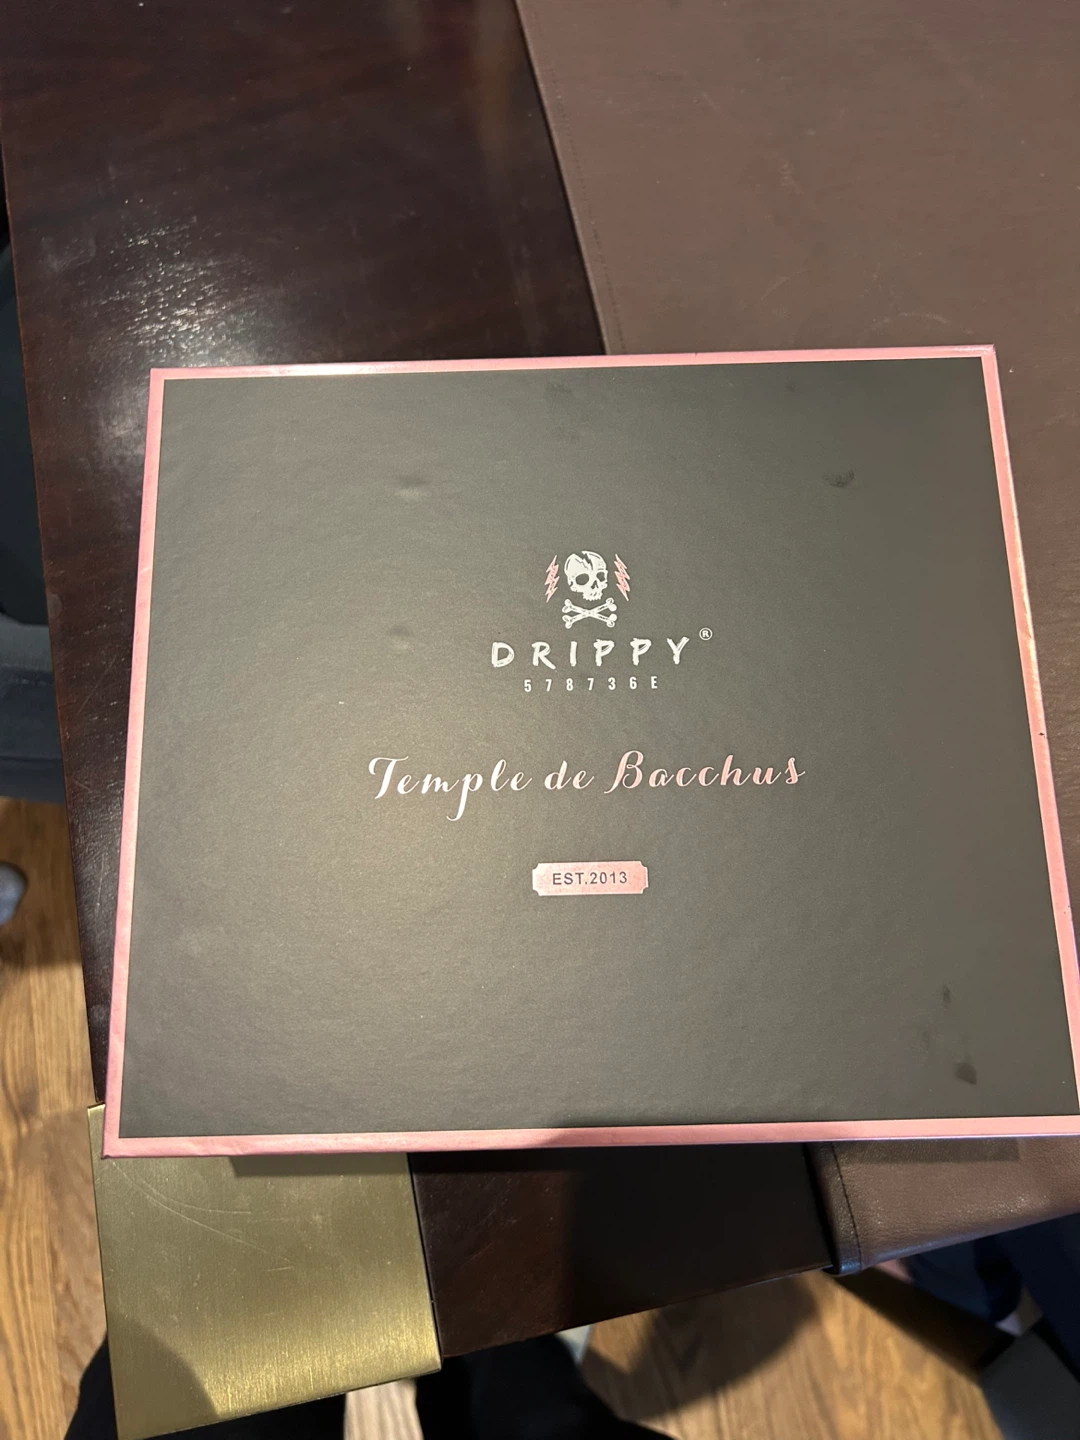 DRIPPY®
578736E
Temple de Bacchus
EST.2013